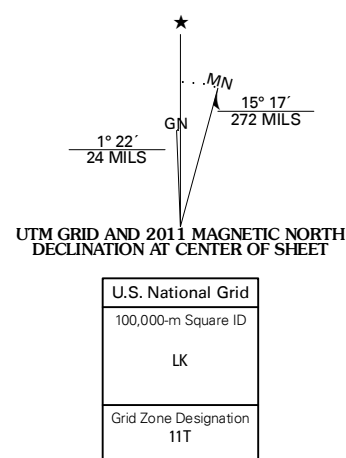 MN
GN
15° 17´
272 MILS
1° 22´
24 MILS
UTM GRID AND 2011 MAGNETIC NORTH
DECLINATION AT CENTER OF SHEET
U.S. National Grid
100,000-m Square ID
LK
Grid Zone Designation
11T